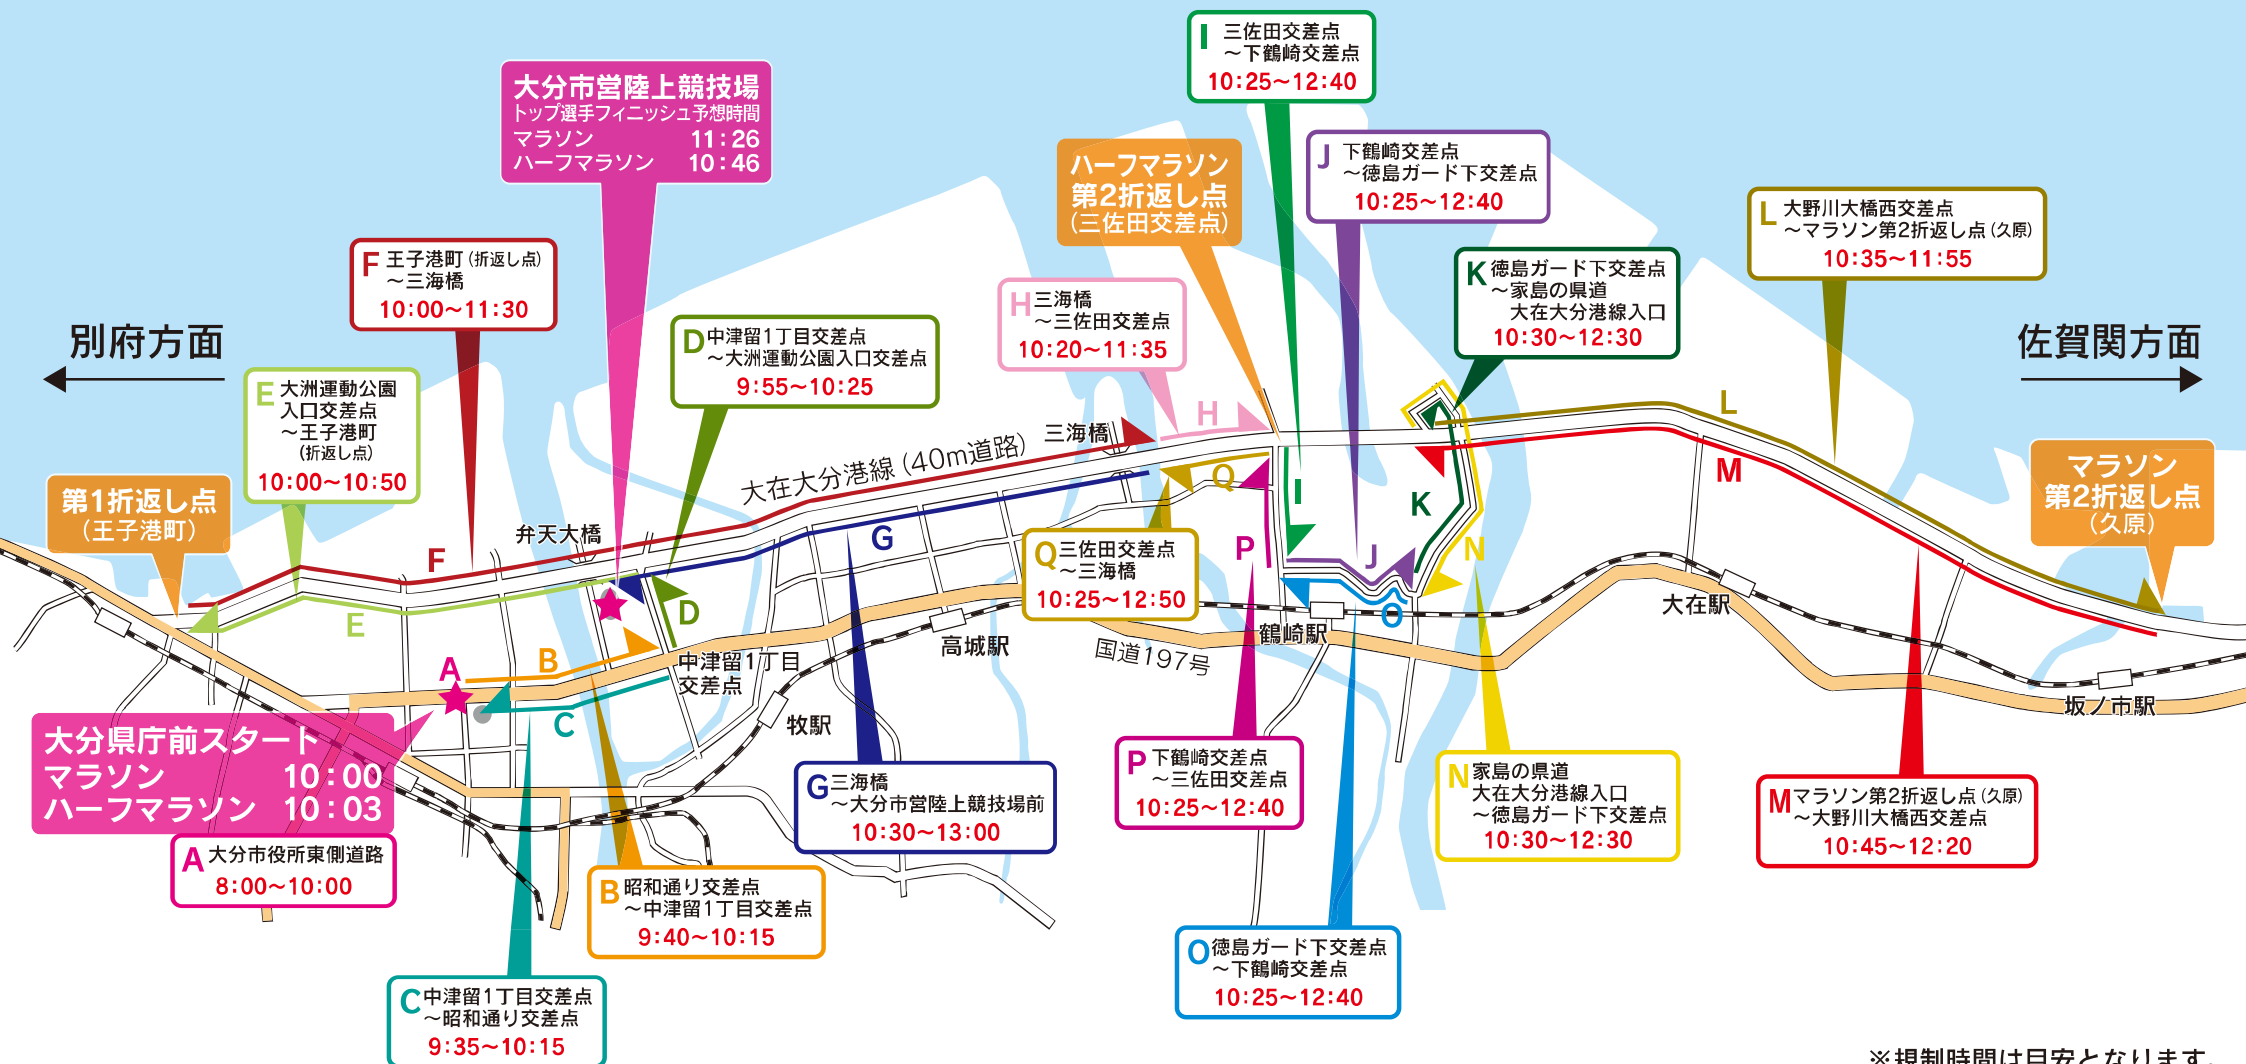 I
三佐田交差点
～下鶴崎交差点
10:25～12:40
大分市営陸上競技場
トップ選手フィニッシュ予想時間
マラソン 11:26
ハーフマラソン 10:46
ハーフマラソン
第2折返し点
(三佐田交差点)
J
下鶴崎交差点
～徳島ガード下交差点
10:25～12:40
L
大野川大橋西交差点
～マラソン第2折返し点(久原)
10:35～11:55
F
王子港町(折返し点)
～三海橋
10:00～11:30
K
徳島ガード下交差点
～家島の県道
大在大分港線入口
10:30～12:30
H
三海橋
～三佐田交差点
10:20～11:35
D
中津留1丁目交差点
～大洲運動公園入口交差点
9:55～10:25
別府方面
佐賀関方面
E
大洲運動公園
入口交差点
～王子港町
(折返し点)
10:00～10:50
第1折返し点
(王子港町)
マラソン
第2折返し点
(久原)
大在大分港線(40m道路)
三海橋
弁天大橋
H
L
M
Q
I
K
G
F
P
J
N
E
D
O
B
A
C
Q
三佐田交差点
～三海橋
10:25～12:50
大在駅
高城駅
鶴崎駅
国道197号
中津留1丁目
交差点
牧駅
坂ノ市駅
大分県庁前スタート
マラソン 10:00
ハーフマラソン 10:03
A
大分市役所東側道路
8:00～10:00
G
三海橋
～大分市営陸上競技場前
10:30～13:00
P
下鶴崎交差点
～三佐田交差点
10:25～12:40
N
家島の県道
大在大分港線入口
～徳島ガード下交差点
10:30～12:30
M
マラソン第2折返し点(久原)
～大野川大橋西交差点
10:45～12:20
B
昭和通り交差点
～中津留1丁目交差点
9:40～10:15
O
徳島ガード下交差点
～下鶴崎交差点
10:25～12:40
C
中津留1丁目交差点
～昭和通り交差点
9:35～10:15
※規制時間は目安となります。